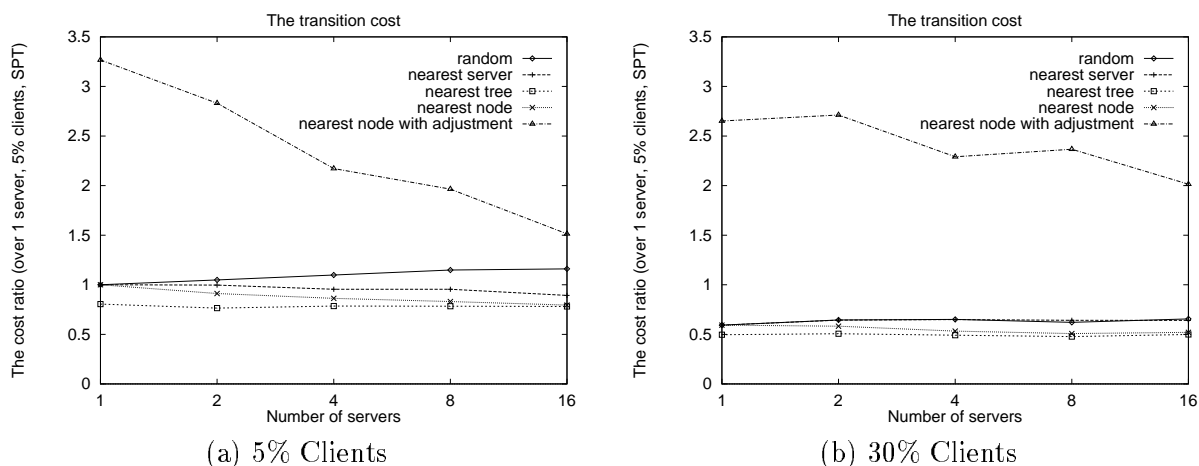 The transition cost
The cost ratio (over 1 server, 5% clients, SPT)
3.5
3
2.5
2
1.5
1
0.5
0
random
nearest server
nearest tree
nearest node
nearest node with adjustment
1 2 4 8 16
Number of servers
(a) 5% Clients
The transition cost
The cost ratio (over 1 server, 5% clients, SPT)
3.5
3
2.5
2
1.5
1
0.5
0
random
nearest server
nearest tree
nearest node
nearest node with adjustment
1 2 4 8 16
Number of servers
(b) 30% Clients